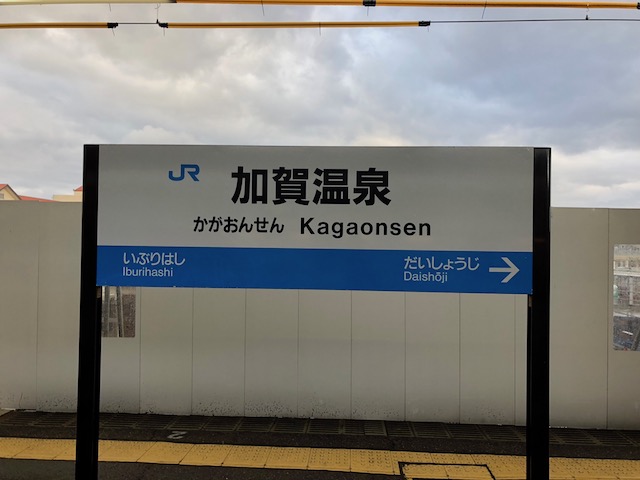 JR 加賀温泉
かがおんせん Kagaonsen
いぶりはし だいしょうじ
Iburihashi Daishōji
2